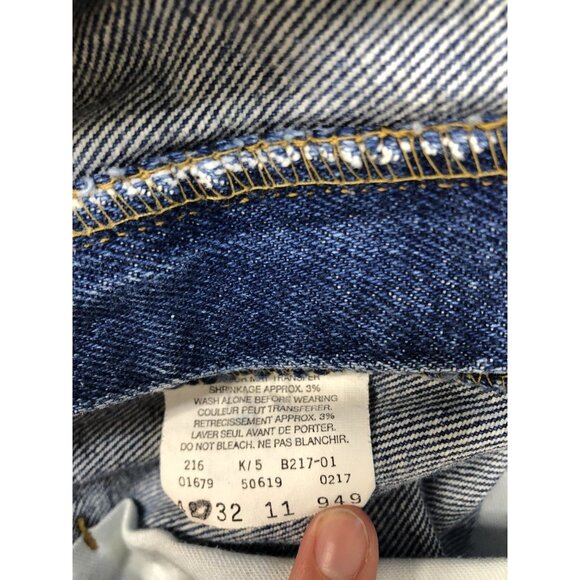 TRANSFER
SHRINKAGE APPROX. 3%
WASH ALONE BEFORE WEARING
COULEUR PEUT TRANSFERER.
RETRECISSEMENT APPROX. 3%
LAVER SEUL AVANT DE PORTER.
DO NOT BLEACH. NE PAS BLANCHIR.
216 K/5 B217-01
01679 50619 0217
32 11 949